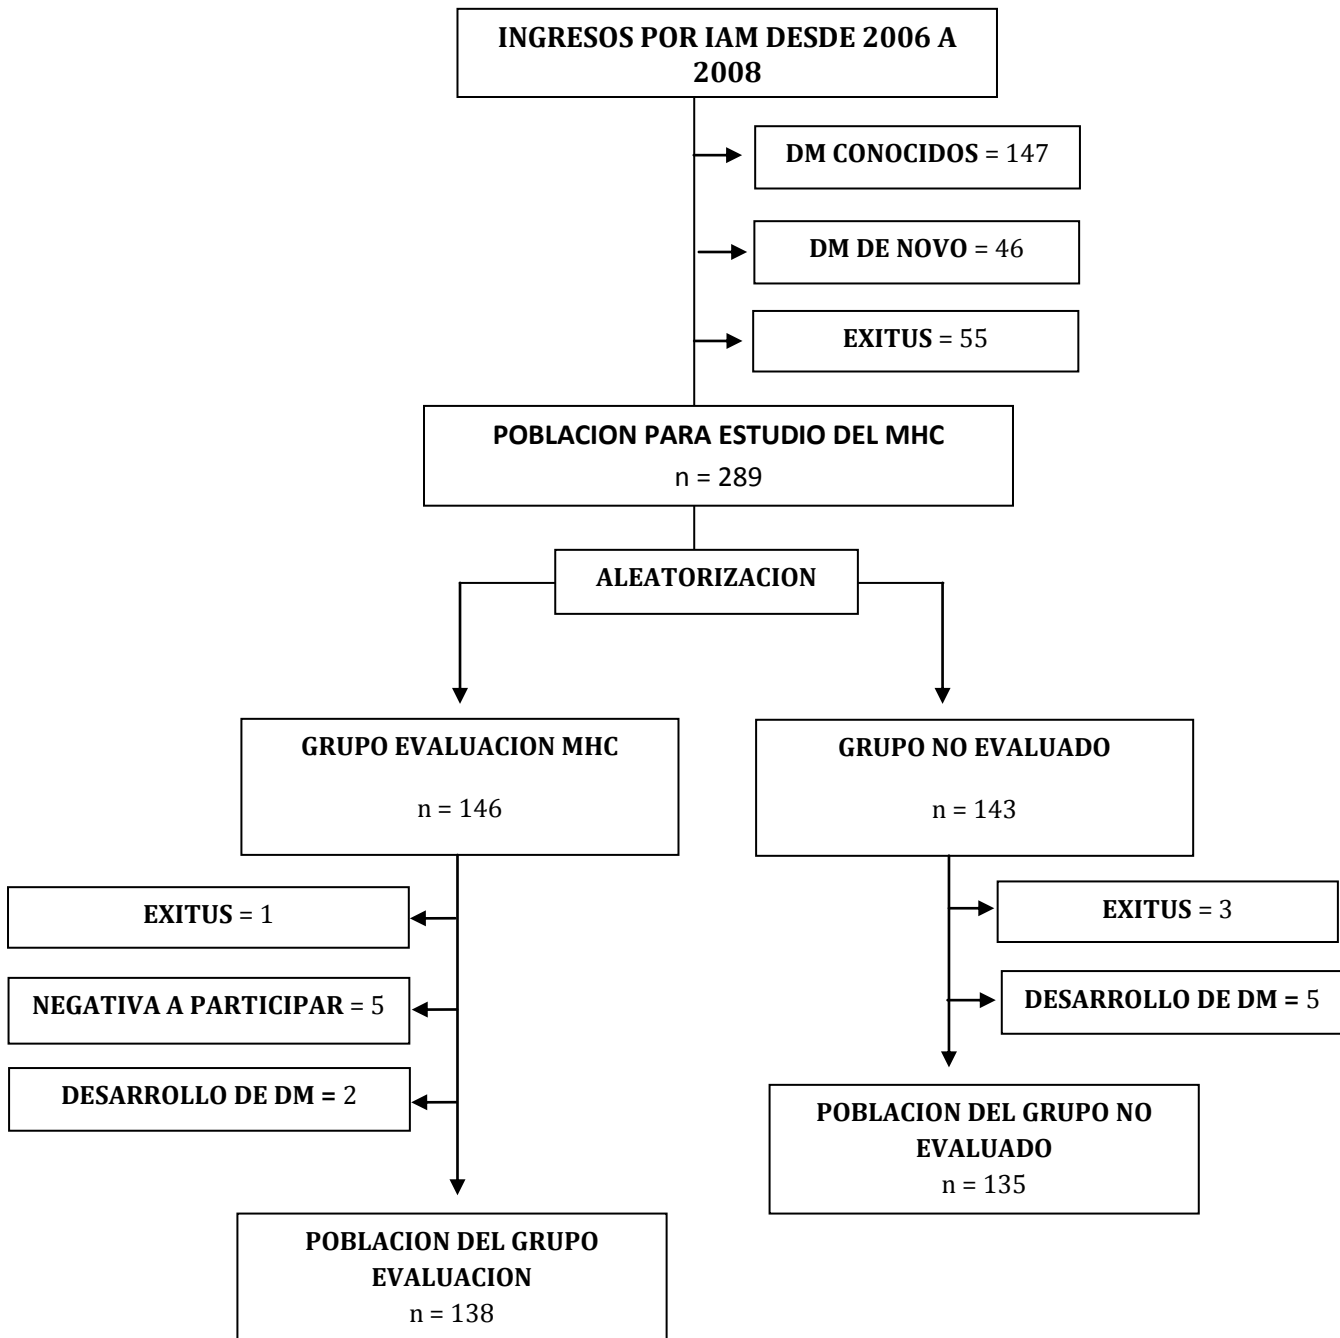 INGRESOS POR IAM DESDE 2006 A
2008
DM CONOCIDOS = 147
DM DE NOVO = 46
EXITUS = 55
POBLACION PARA ESTUDIO DEL MHC
n = 289
ALEATORIZACION
GRUPO EVALUACION MHC
n = 146
GRUPO NO EVALUADO
n = 143
EXITUS = 1
NEGATIVA A PARTICIPAR = 5
DESARROLLO DE DM = 2
EXITUS = 3
DESARROLLO DE DM = 5
POBLACION DEL GRUPO NO
EVALUADO
n = 135
POBLACION DEL GRUPO
EVALUACION
n = 138